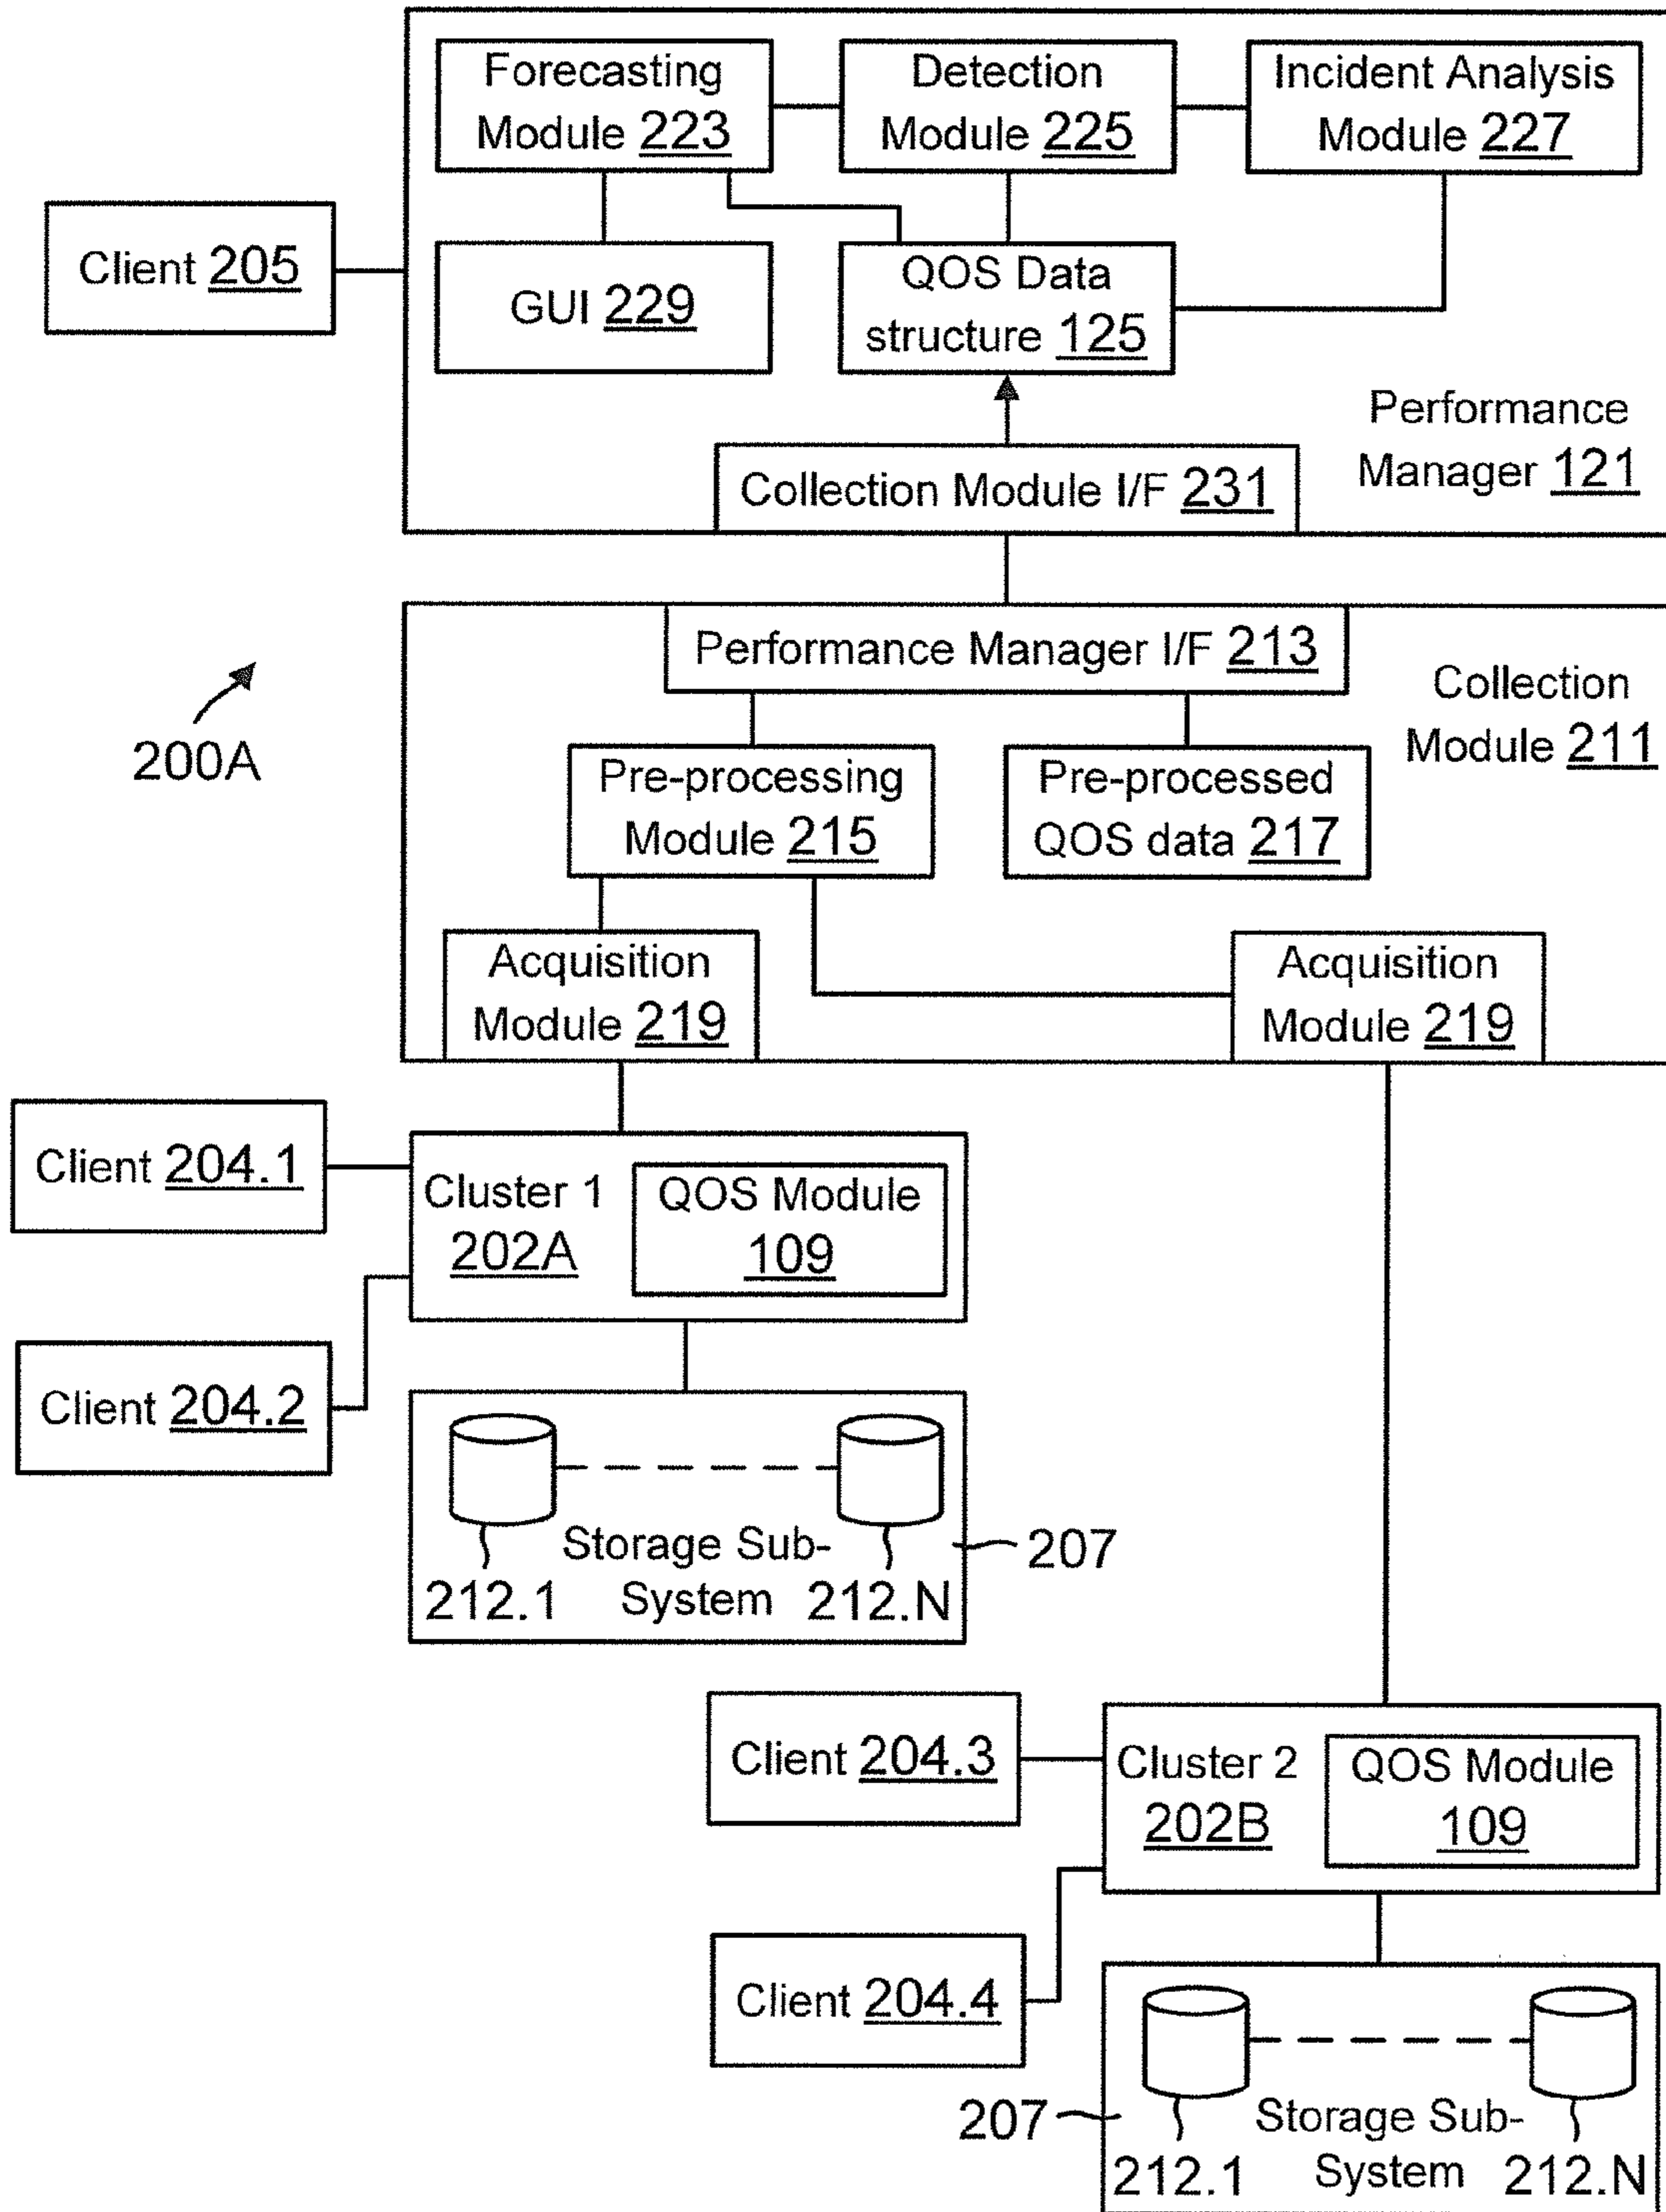 Forecasting
Module 223
Detection
Module 225
Incident Analysis
Module 227
Client 205
GUI 229
QOS Data
structure 125
Performance
Manager 121
Collection Module I/F 231
Performance Manager I/F 213
Collection
Module 211
200A
Pre-processing
Module 215
Pre-processed
QOS data 217
Acquisition
Module 219
Acquisition
Module 219
Client 204.1
Cluster 1
202A
QOS Module
109
Client 204.2
Storage Sub-
System
212.1
212.N
207
Client 204.3
Cluster 2
202B
QOS Module
109
Client 204.4
207
Storage Sub-
System
212.1
212.N